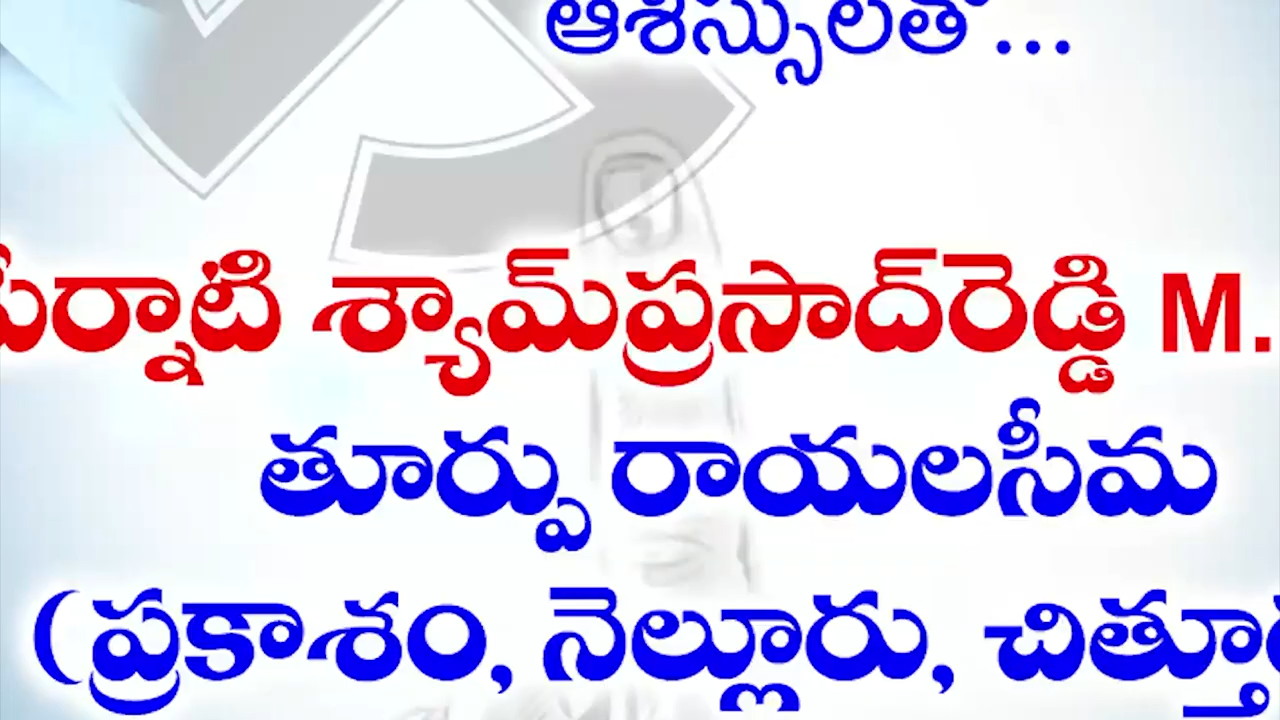 ఆశీస్సులతో...
పేర్నాటి శ్యామ్‌ప్రసాద్‌రెడ్డి M.
తూర్పు రాయలసీమ
(ప్రకాశం, నెల్లూరు, చిత్తూ